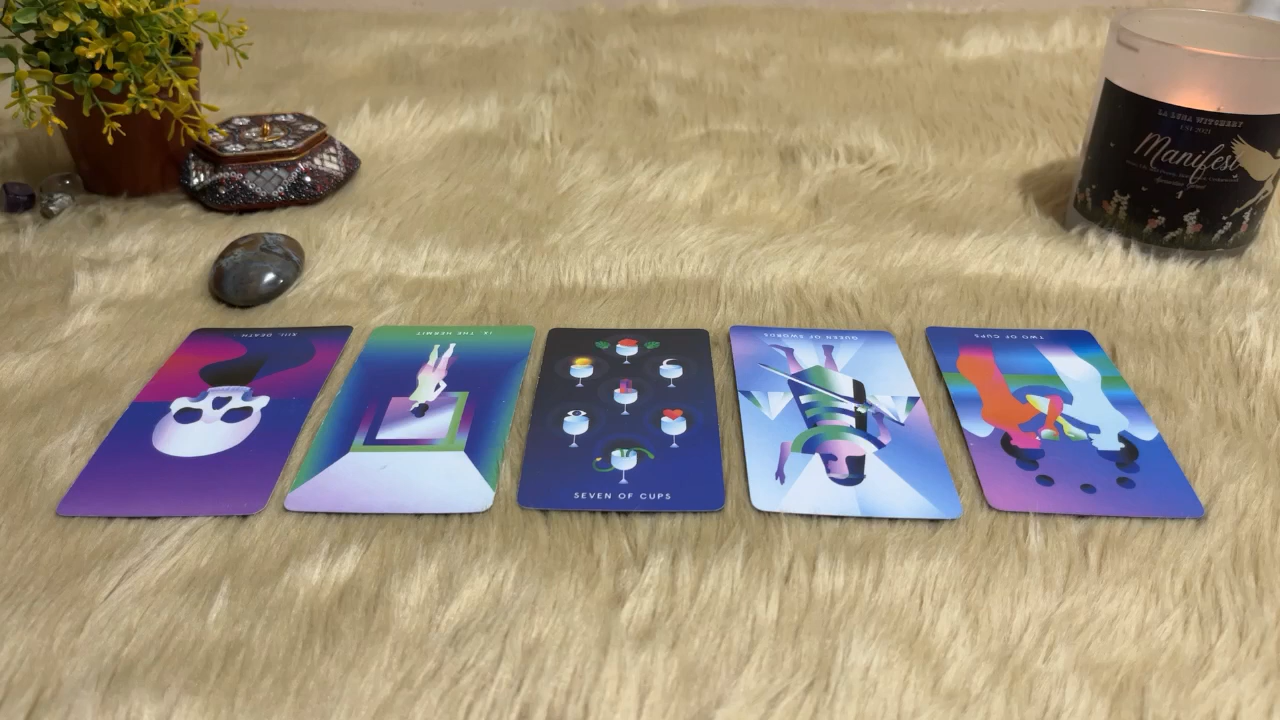 LA LUNA WITCHERY
EST 2021
Manifest
XIII. DEATH
IX. THE HERMIT
SEVEN OF CUPS
QUEEN OF SWORDS
TWO OF CUPS